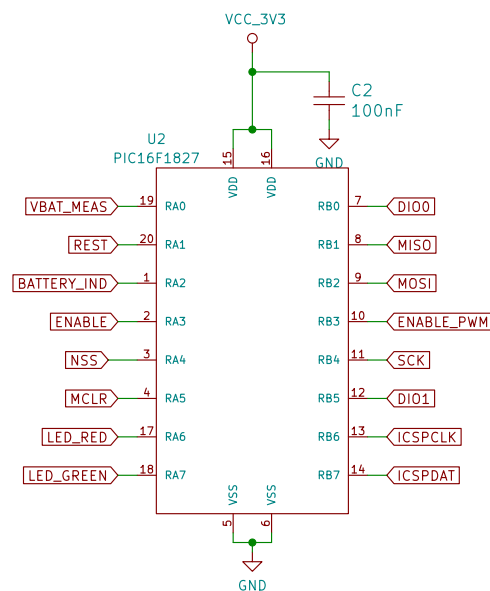 VCC_3V3
C2
100nF
GND
U2
PIC16F1827
15
16
VDD
VDD
VBAT_MEAS 19 RA0
RB0 7 DIO0
REST 20 RA1
RB1 8 MISO
BATTERY_IND 1 RA2
RB2 9 MOSI
ENABLE 2 RA3
RB3 10 ENABLE_PWM
NSS 3 RA4
RB4 11 SCK
MCLR 4 RA5
RB5 12 DIO1
LED_RED 17 RA6
RB6 13 ICSPCLK
LED_GREEN 18 RA7
RB7 14 ICSPDAT
VSS
VSS
5
6
GND